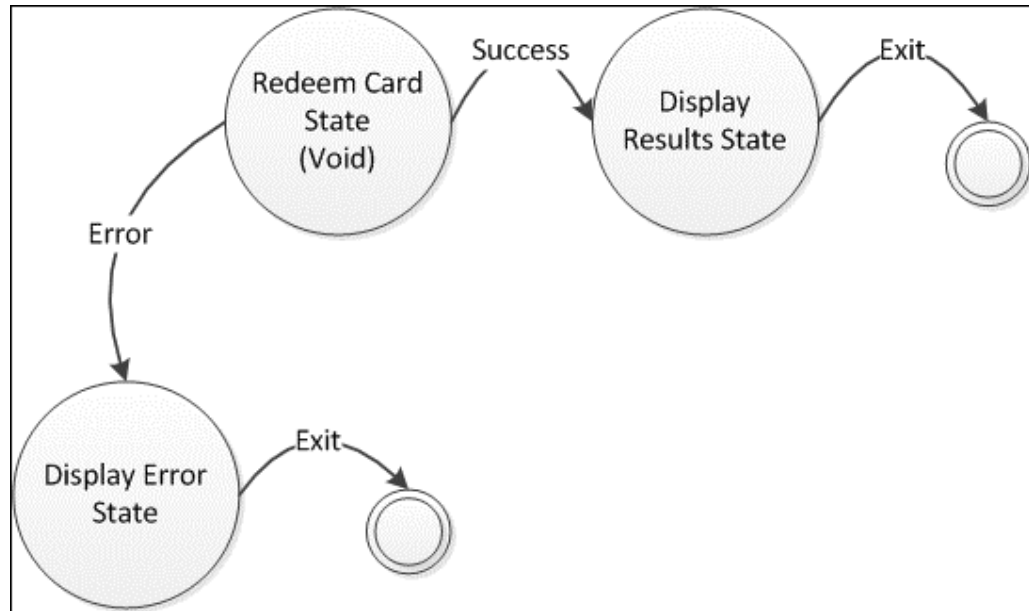 Redeem Card
State
(Void)
Success
Display
Results State
Exit
Error
Display Error
State
Exit